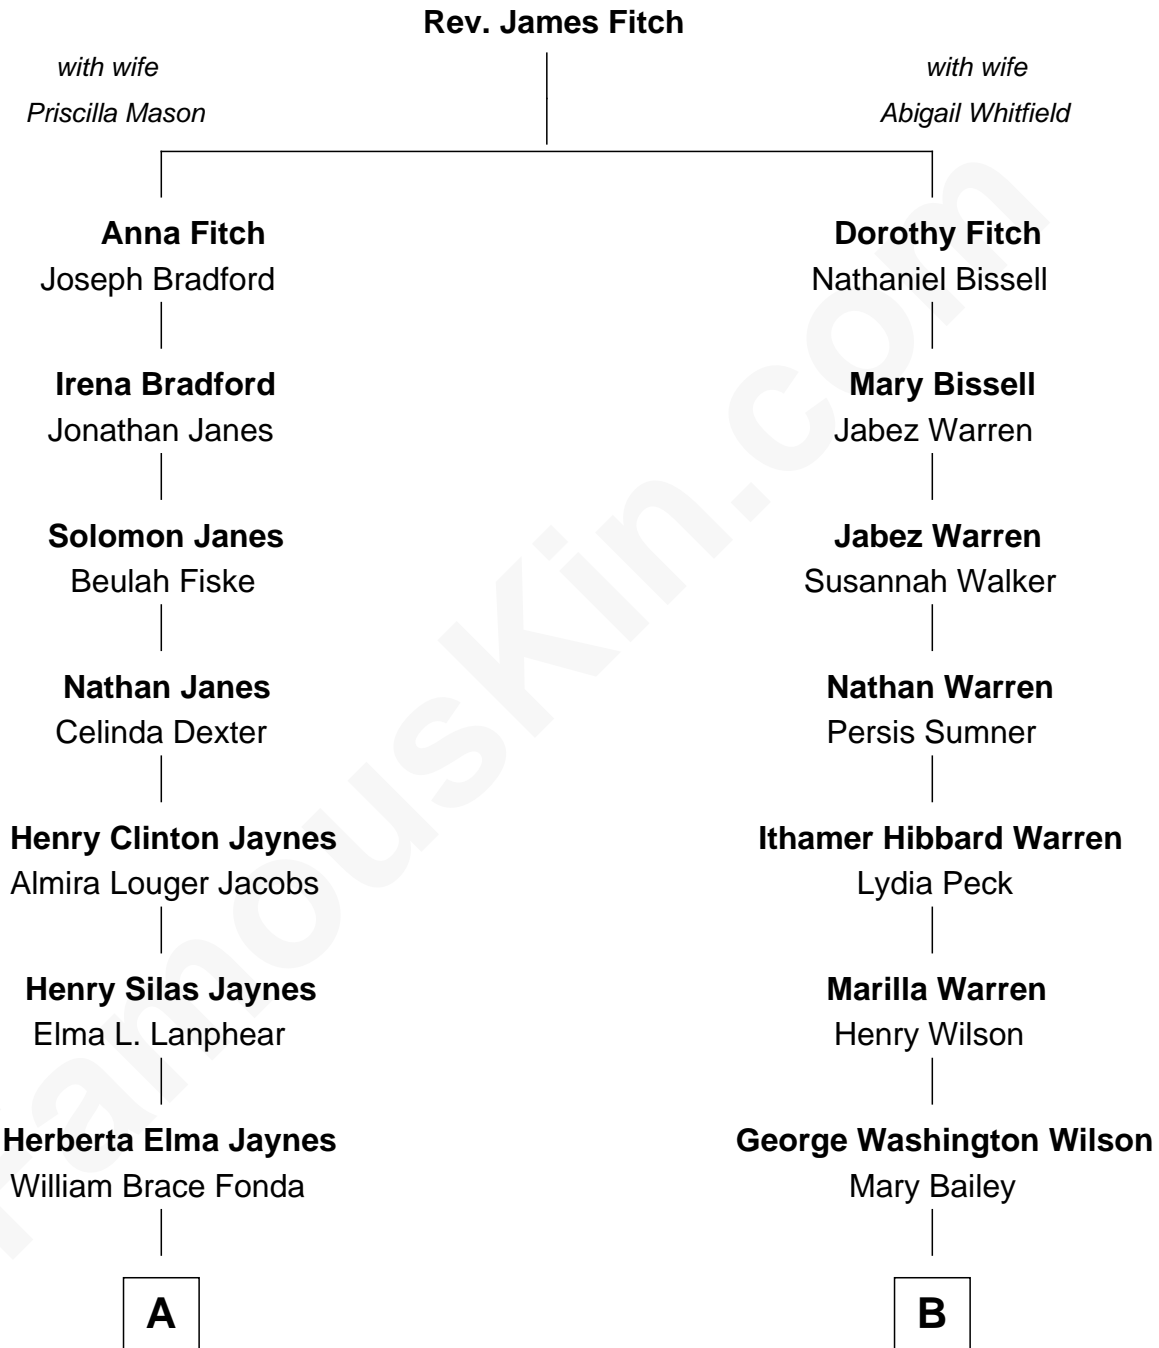 Rev. James Fitch
with wife
Priscilla Mason
with wife
Abigail Whitfield
Anna Fitch
Joseph Bradford
Dorothy Fitch
Nathaniel Bissell
Irena Bradford
Jonathan Janes
Mary Bissell
Jabez Warren
Solomon Janes
Beulah Fiske
Jabez Warren
Susannah Walker
Nathan Janes
Celinda Dexter
Nathan Warren
Persis Sumner
Henry Clinton Jaynes
Almira Louger Jacobs
Ithamer Hibbard Warren
Lydia Peck
Henry Silas Jaynes
Elma L. Lanphear
Marilla Warren
Henry Wilson
Herberta Elma Jaynes
William Brace Fonda
George Washington Wilson
Mary Bailey
A
B
FamousKin.com